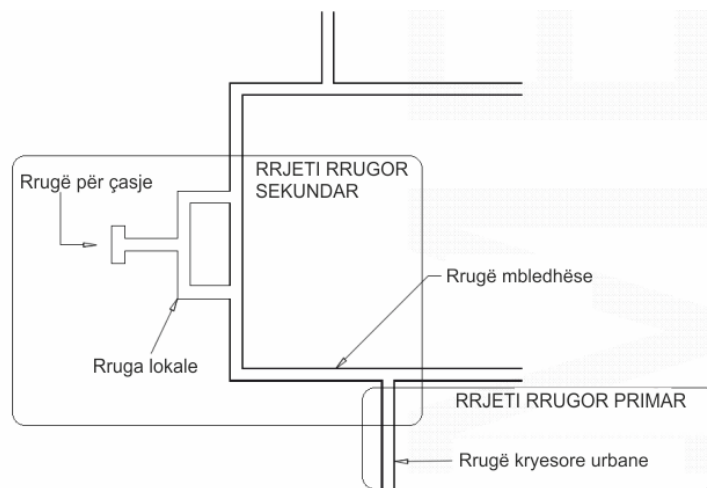 RRJETI RRUGOR
SEKUNDAR
Rrugë për çasje
Rrugë mbledhëse
Rruga lokale
RRJETI RRUGOR PRIMAR
Rrugë kryesore urbane